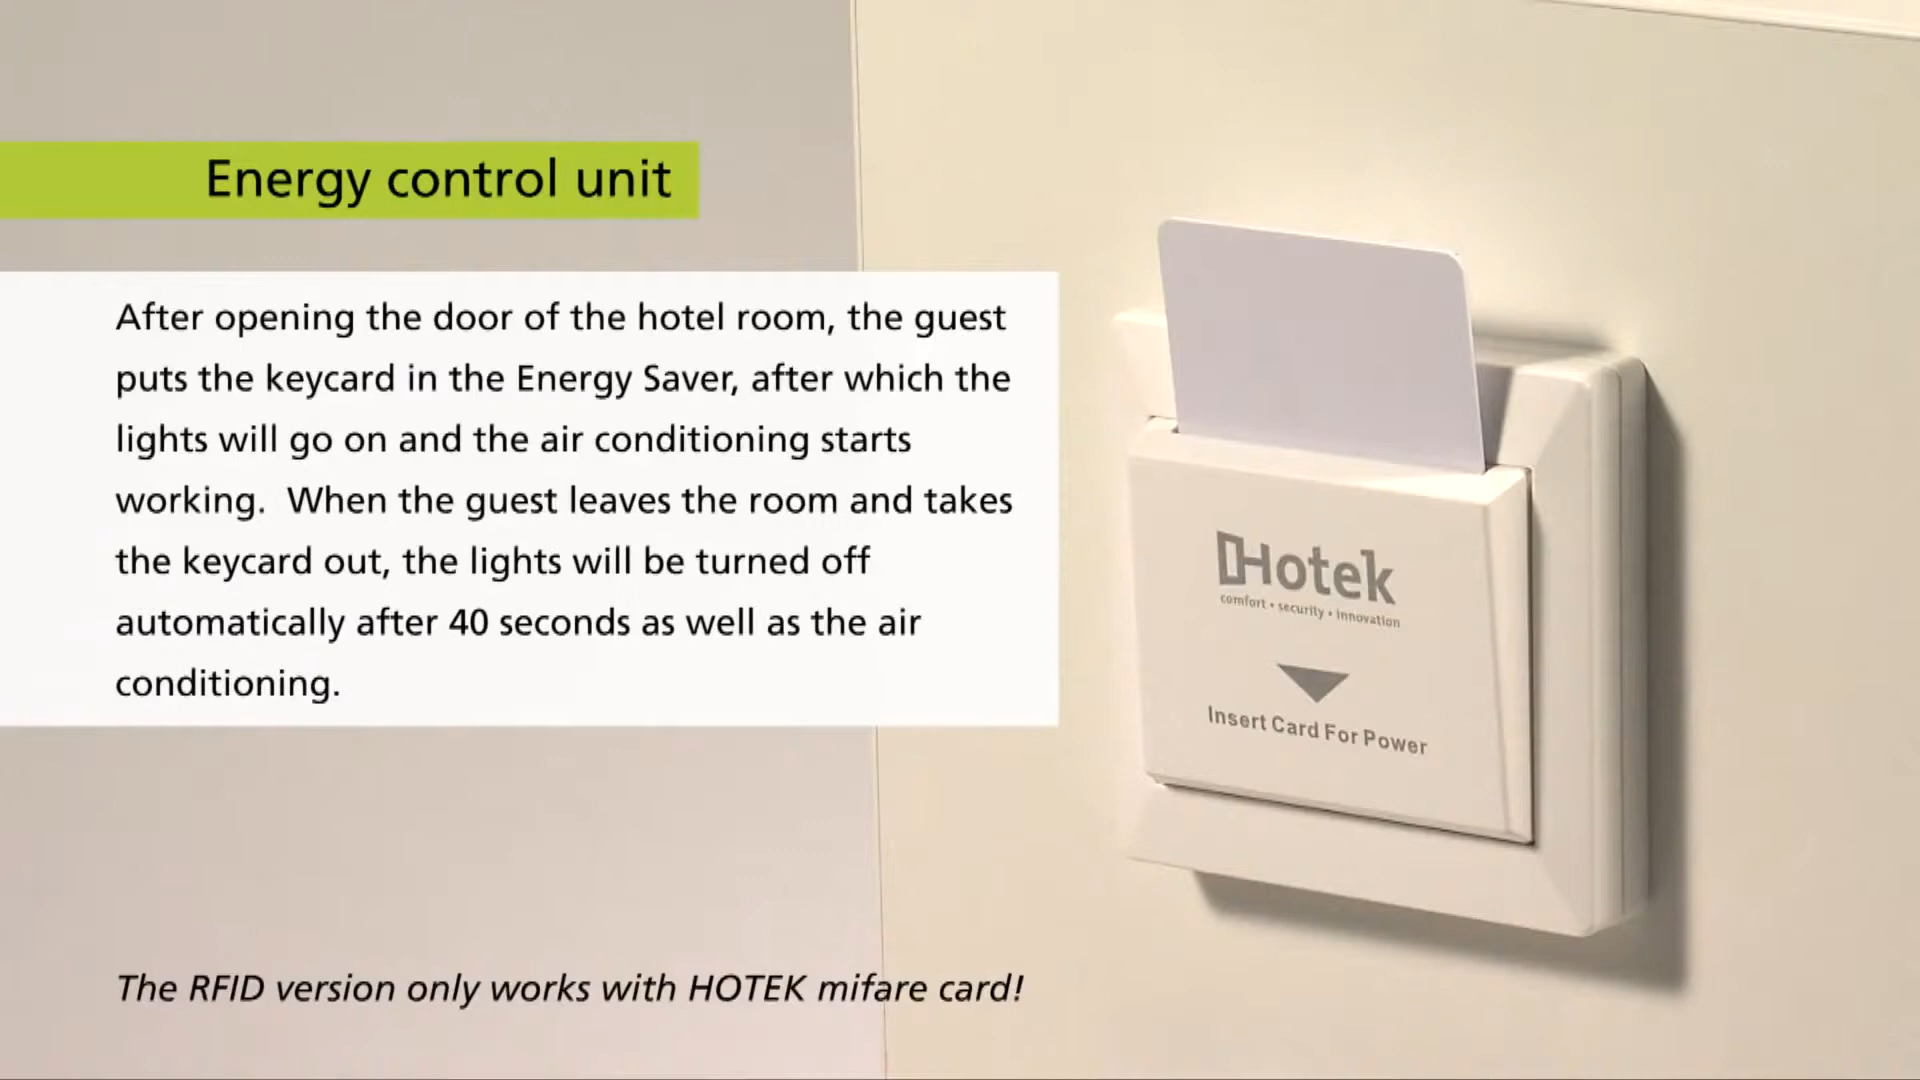 Energy control unit
After opening the door of the hotel room, the guest
puts the keycard in the Energy Saver, after which the
lights will go on and the air conditioning starts
working.  When the guest leaves the room and takes
the keycard out, the lights will be turned off
automatically after 40 seconds as well as the air
conditioning.
Hotek
comfort • security • innovation
Insert Card For Power
The RFID version only works with HOTEK mifare card!